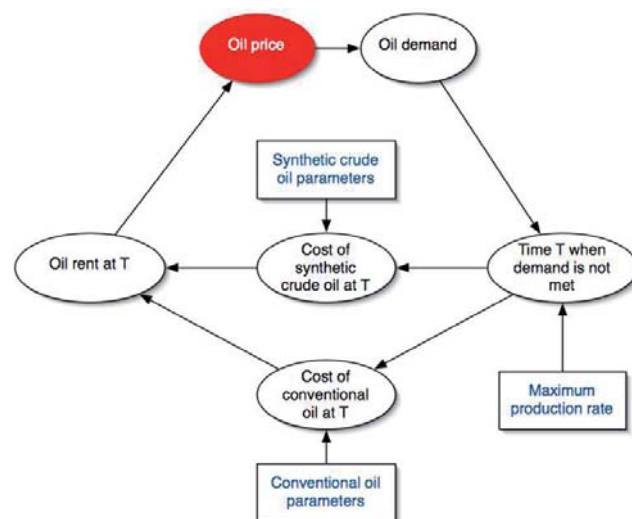 Oil price
Oil demand
Synthetic crude
oil parameters
Oil rent at T
Cost of
synthetic
crude oil at T
Time T when
demand is not
met
Cost of
conventional
oil at T
Maximum
production rate
Conventional oil
parameters